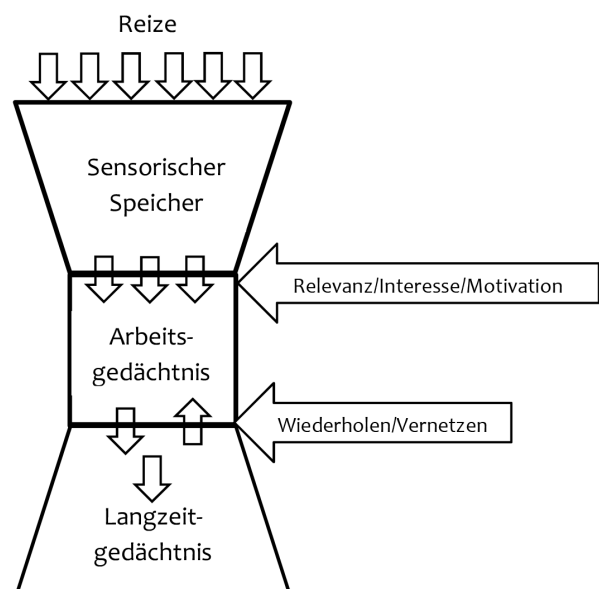 Reize
Sensorischer
Speicher
Relevanz/Interesse/Motivation
Arbeits-
gedächtnis
Wiederholen/Vernetzen
Langzeit-
gedächtnis